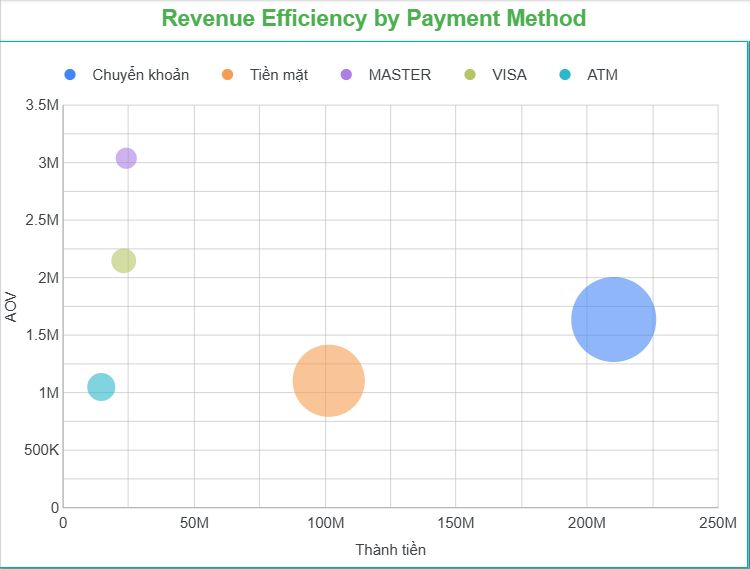 Revenue Efficiency by Payment Method
Chuyển khoản Tiền mặt MASTER VISA ATM
3.5M
3M
2.5M
2M
1.5M
1M
500K
0
AOV
0 50M 100M 150M 200M 250M
Thành tiền